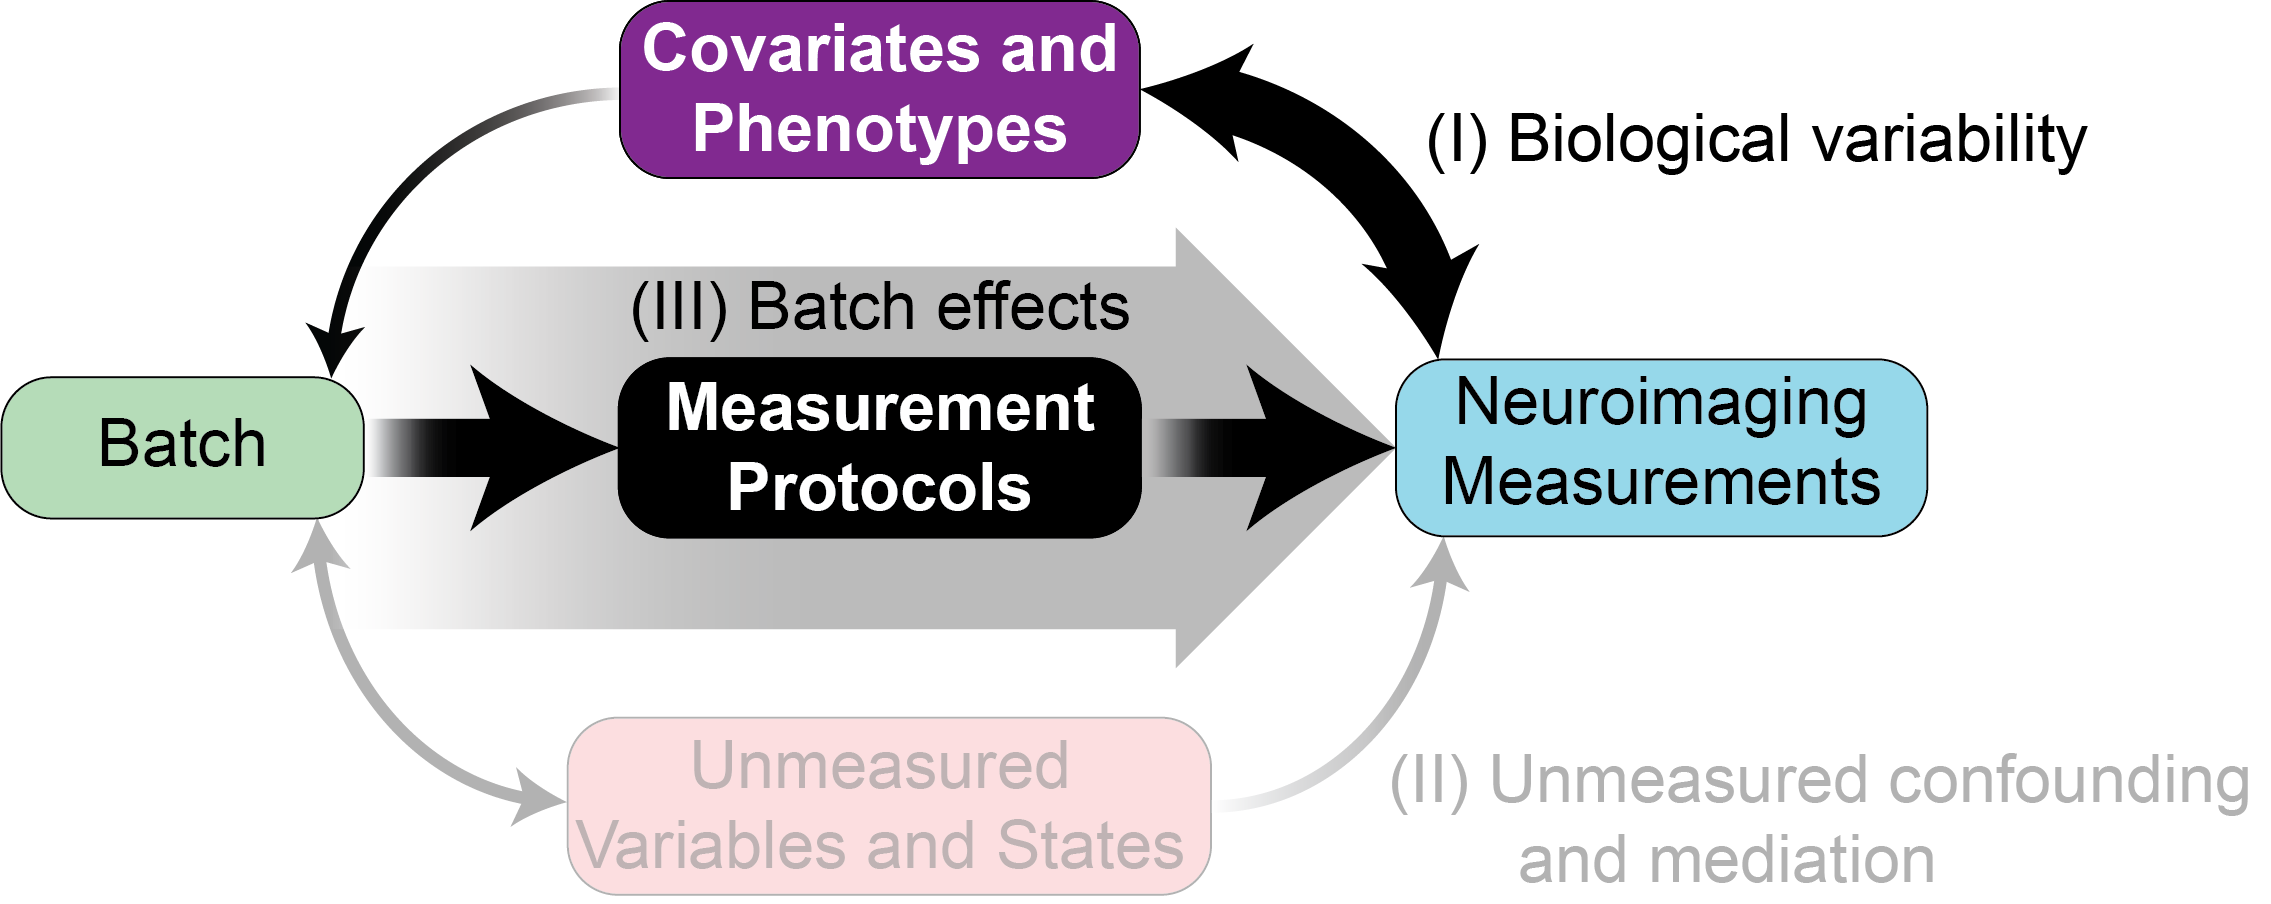 Covariates and
Phenotypes
(I) Biological variability
(III) Batch effects
Batch
Measurement
Protocols
Neuroimaging
Measurements
Unmeasured
Variables and States
(II) Unmeasured confounding
and mediation